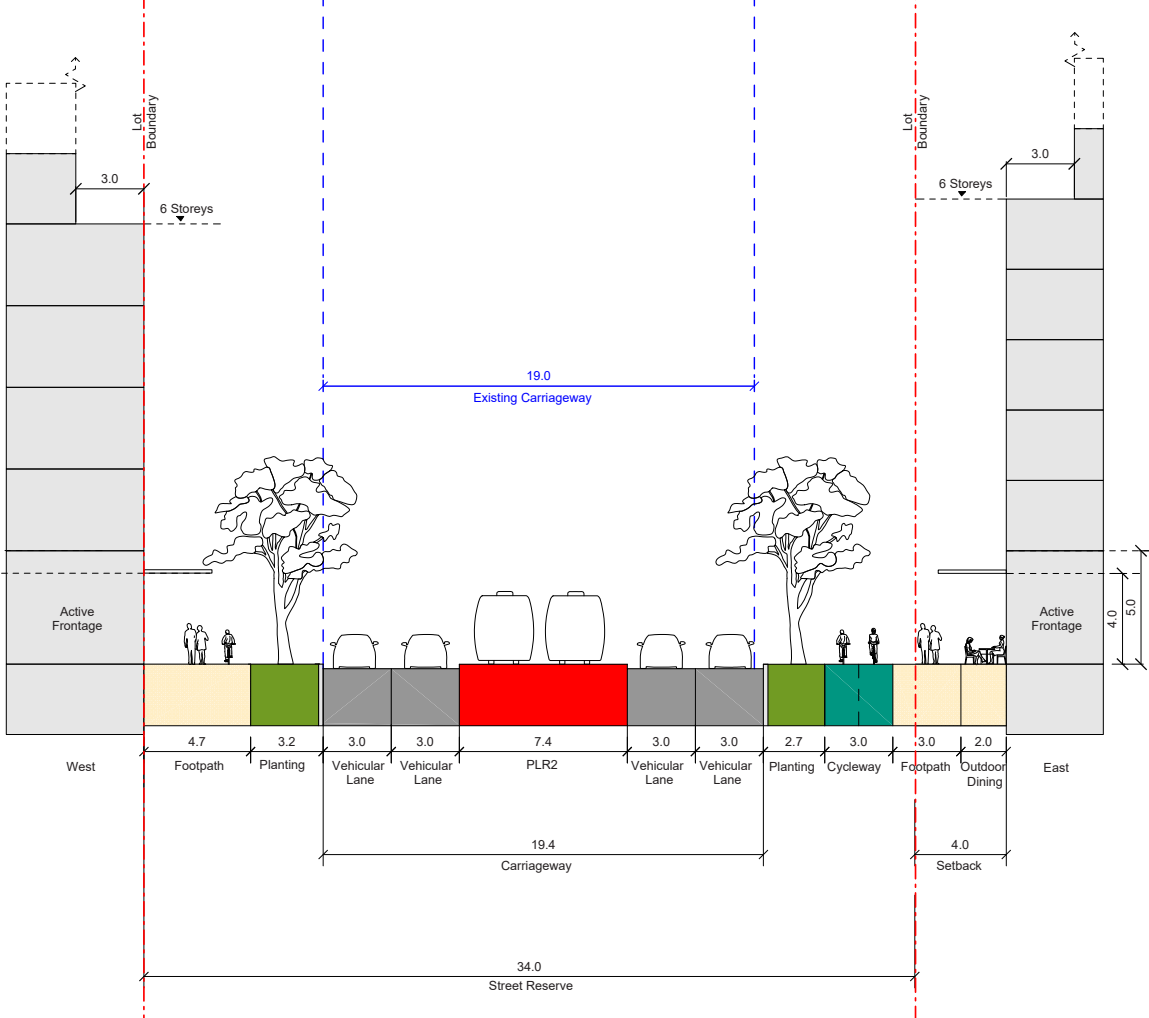 Lot
Boundary
Lot
Boundary
3.0
3.0
6 Storeys
6 Storeys
19.0
Existing Carriageway
Active
Frontage
Active
Frontage
4.0
5.0
4.7
3.2
3.0
3.0
7.4
3.0
3.0
2.7
3.0
3.0
2.0
West
Footpath
Planting
Vehicular
Lane
Vehicular
Lane
PLR2
Vehicular
Lane
Vehicular
Lane
Planting
Cycleway
Footpath
Outdoor
Dining
East
19.4
Carriageway
4.0
Setback
34.0
Street Reserve